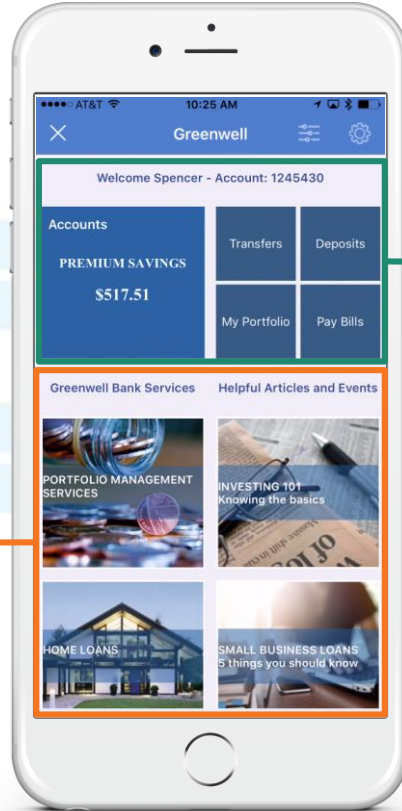 AT&T 10:25 AM
Greenwell
Welcome Spencer - Account: 1245430
Accounts
PREMIUM SAVINGS
$517.51
Transfers
Deposits
My Portfolio
Pay Bills
Greenwell Bank Services
Helpful Articles and Events
PORTFOLIO MANAGEMENT
SERVICES
INVESTING 101
Knowing the basics
HOME LOANS
SMALL BUSINESS LOANS
5 things you should know